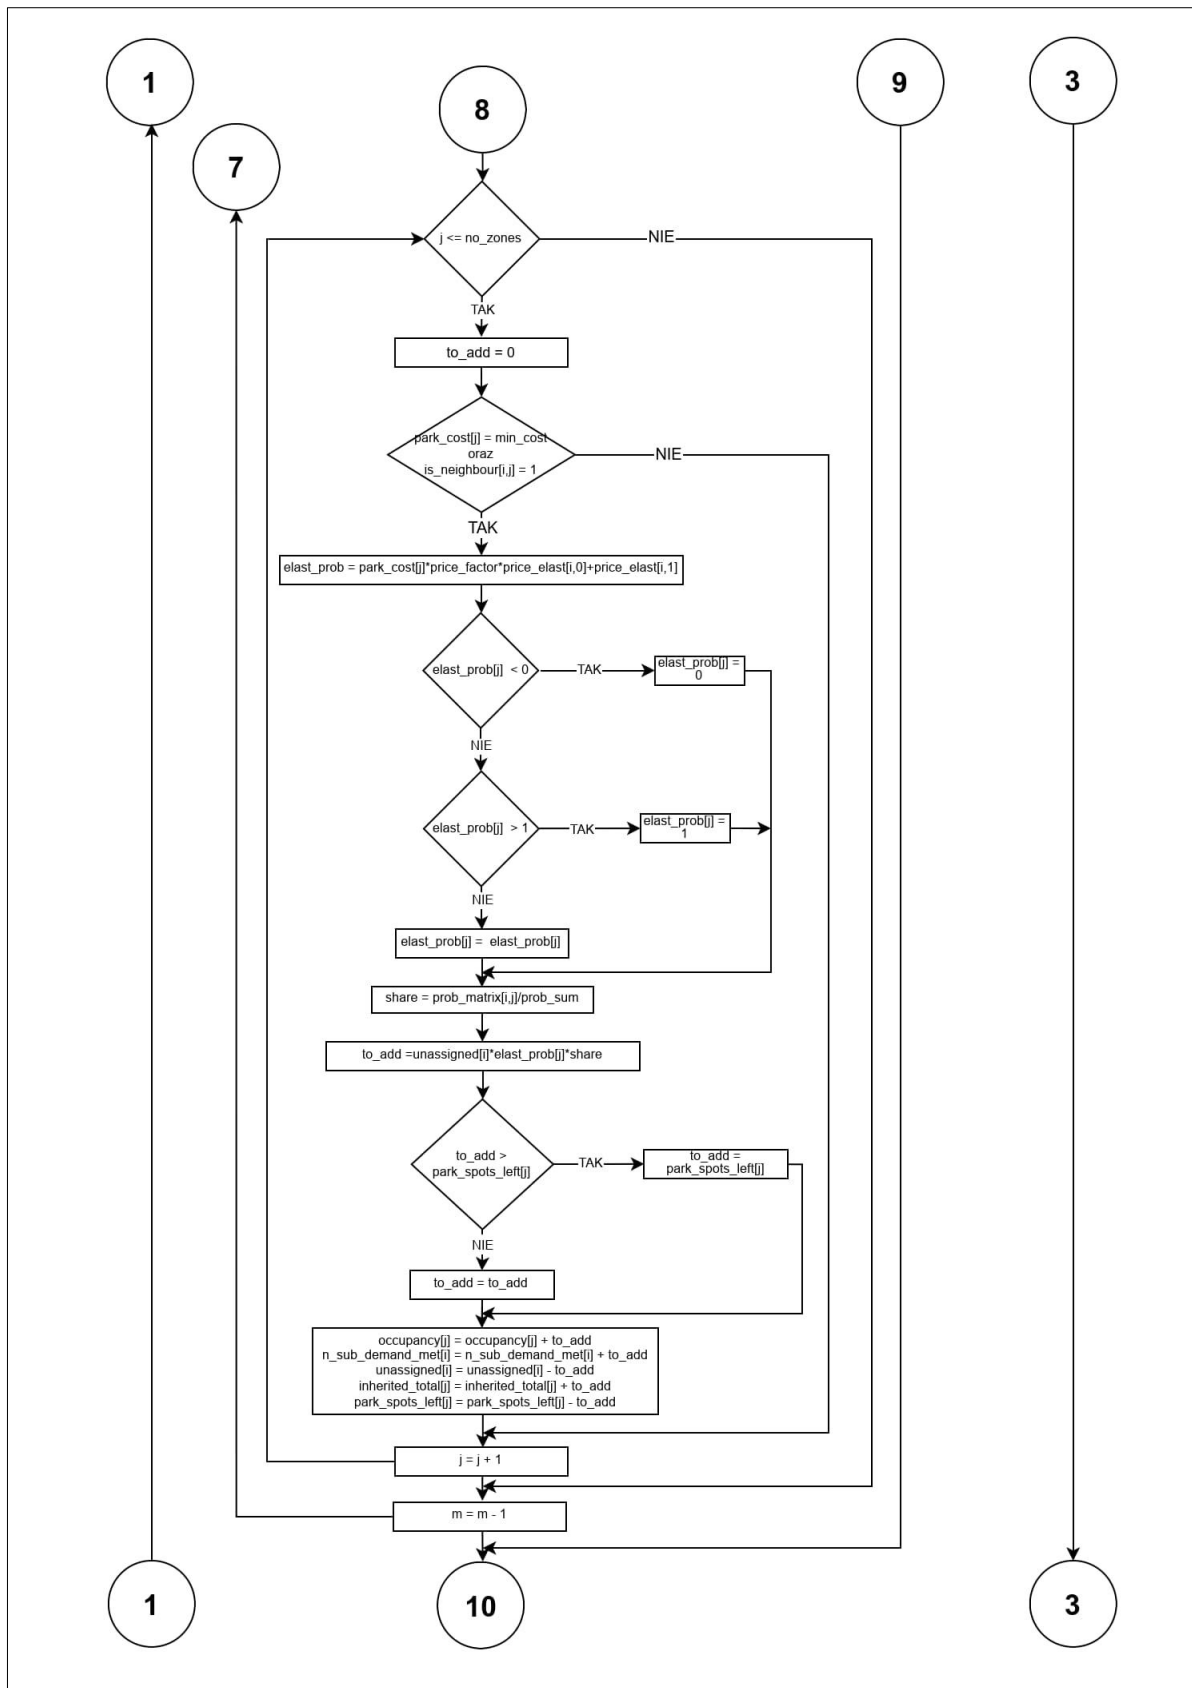 1
8
9
3
7
j <= no_zones
NIE
TAK
to_add = 0
park_cost[j] = min_cost
oraz
is_neighbour[i,j] = 1
NIE
TAK
elast_prob = park_cost[j]*price_factor*price_elast[i,0]+price_elast[i,1]
elast_prob[j] < 0
TAK
elast_prob[j] =
0
NIE
elast_prob[j] > 1
TAK
elast_prob[j] =
1
NIE
elast_prob[j] = elast_prob[j]
share = prob_matrix[i,j]/prob_sum
to_add =unassigned[i]*elast_prob[j]*share
to_add >
park_spots_left[j]
TAK
to_add =
park_spots_left[j]
NIE
to_add = to_add
occupancy[j] = occupancy[j] + to_add
n_sub_demand_met[i] = n_sub_demand_met[i] + to_add
unassigned[i] = unassigned[i] - to_add
inherited_total[j] = inherited_total[j] + to_add
park_spots_left[j] = park_spots_left[j] - to_add
j = j + 1
m = m - 1
1
10
3